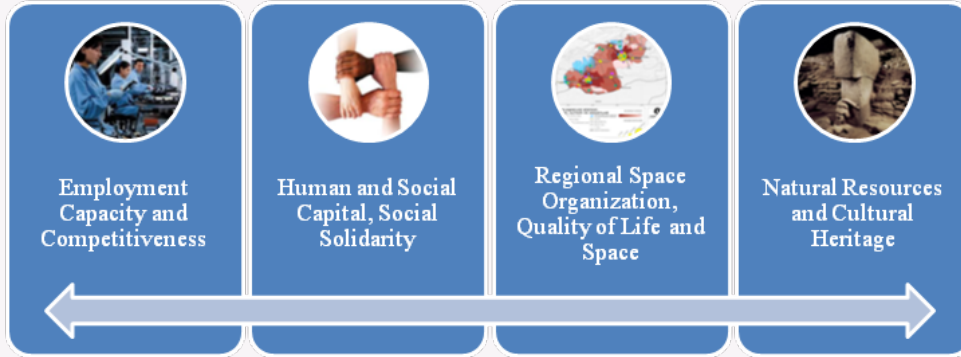 Employment
Capacity and
Competitiveness
Human and Social
Capital, Social
Solidarity
Regional Space
Organization,
Quality of Life and
Space
Natural Resources
and Cultural
Heritage